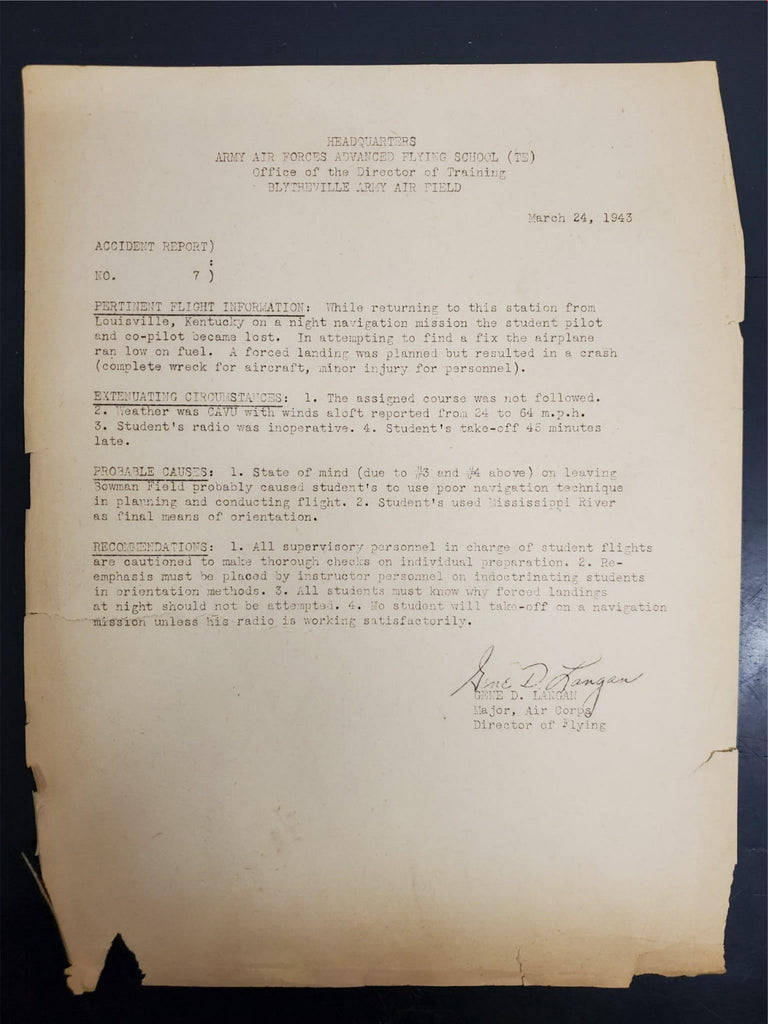 HEADQUARTERS
ARMY AIR FORCES ADVANCED FLYING SCHOOL (TE)
Office of the Director of Training
BLYTHEVILLE ARMY AIR FIELD
March 24, 1943
ACCIDENT REPORT)
:
NO. 7 )
PERTINENT FLIGHT INFORMATION: While returning to this station from
Louisville, Kentucky on a night navigation mission the student pilot
and co-pilot became lost. In attempting to find a fix the airplane
ran low on fuel. A forced landing was planned but resulted in a crash
(complete wreck for aircraft, minor injury for personnel).
EXTENUATING CIRCUMSTANCES: 1. The assigned course was not followed.
2. Weather was CAVU with winds aloft reported from 24 to 64 m.p.h.
3. Student's radio was inoperative. 4. Student's take-off 45 minutes
late.
PROBABLE CAUSES: 1. State of mind (due to #3 and #4 above) on leaving
Bowman Field probably caused student's to use poor navigation technique
in planning and conducting flight. 2. Student's used Mississippi River
as final means of orientation.
RECOMMENDATIONS: 1. All supervisory personnel in charge of student flights
are cautioned to make thorough checks on individual preparation. 2. Re-
emphasis must be placed by instructor personnel on indoctrinating students
in orientation methods. 3. All students must know why forced landings
at night should not be attempted. 4. No student will take-off on a navigation
mission unless his radio is working satisfactorily.
Gene D. Langan
GENE D. LANGAN
Major, Air Corps
Director of Flying